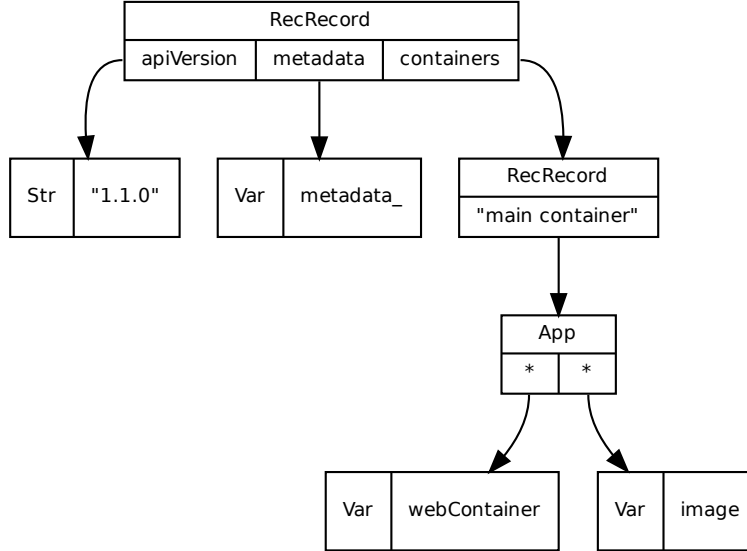 RecRecord
apiVersion metadata containers
Str "1.1.0"
Var metadata_
RecRecord
"main container"
App
* *
Var webContainer
Var image